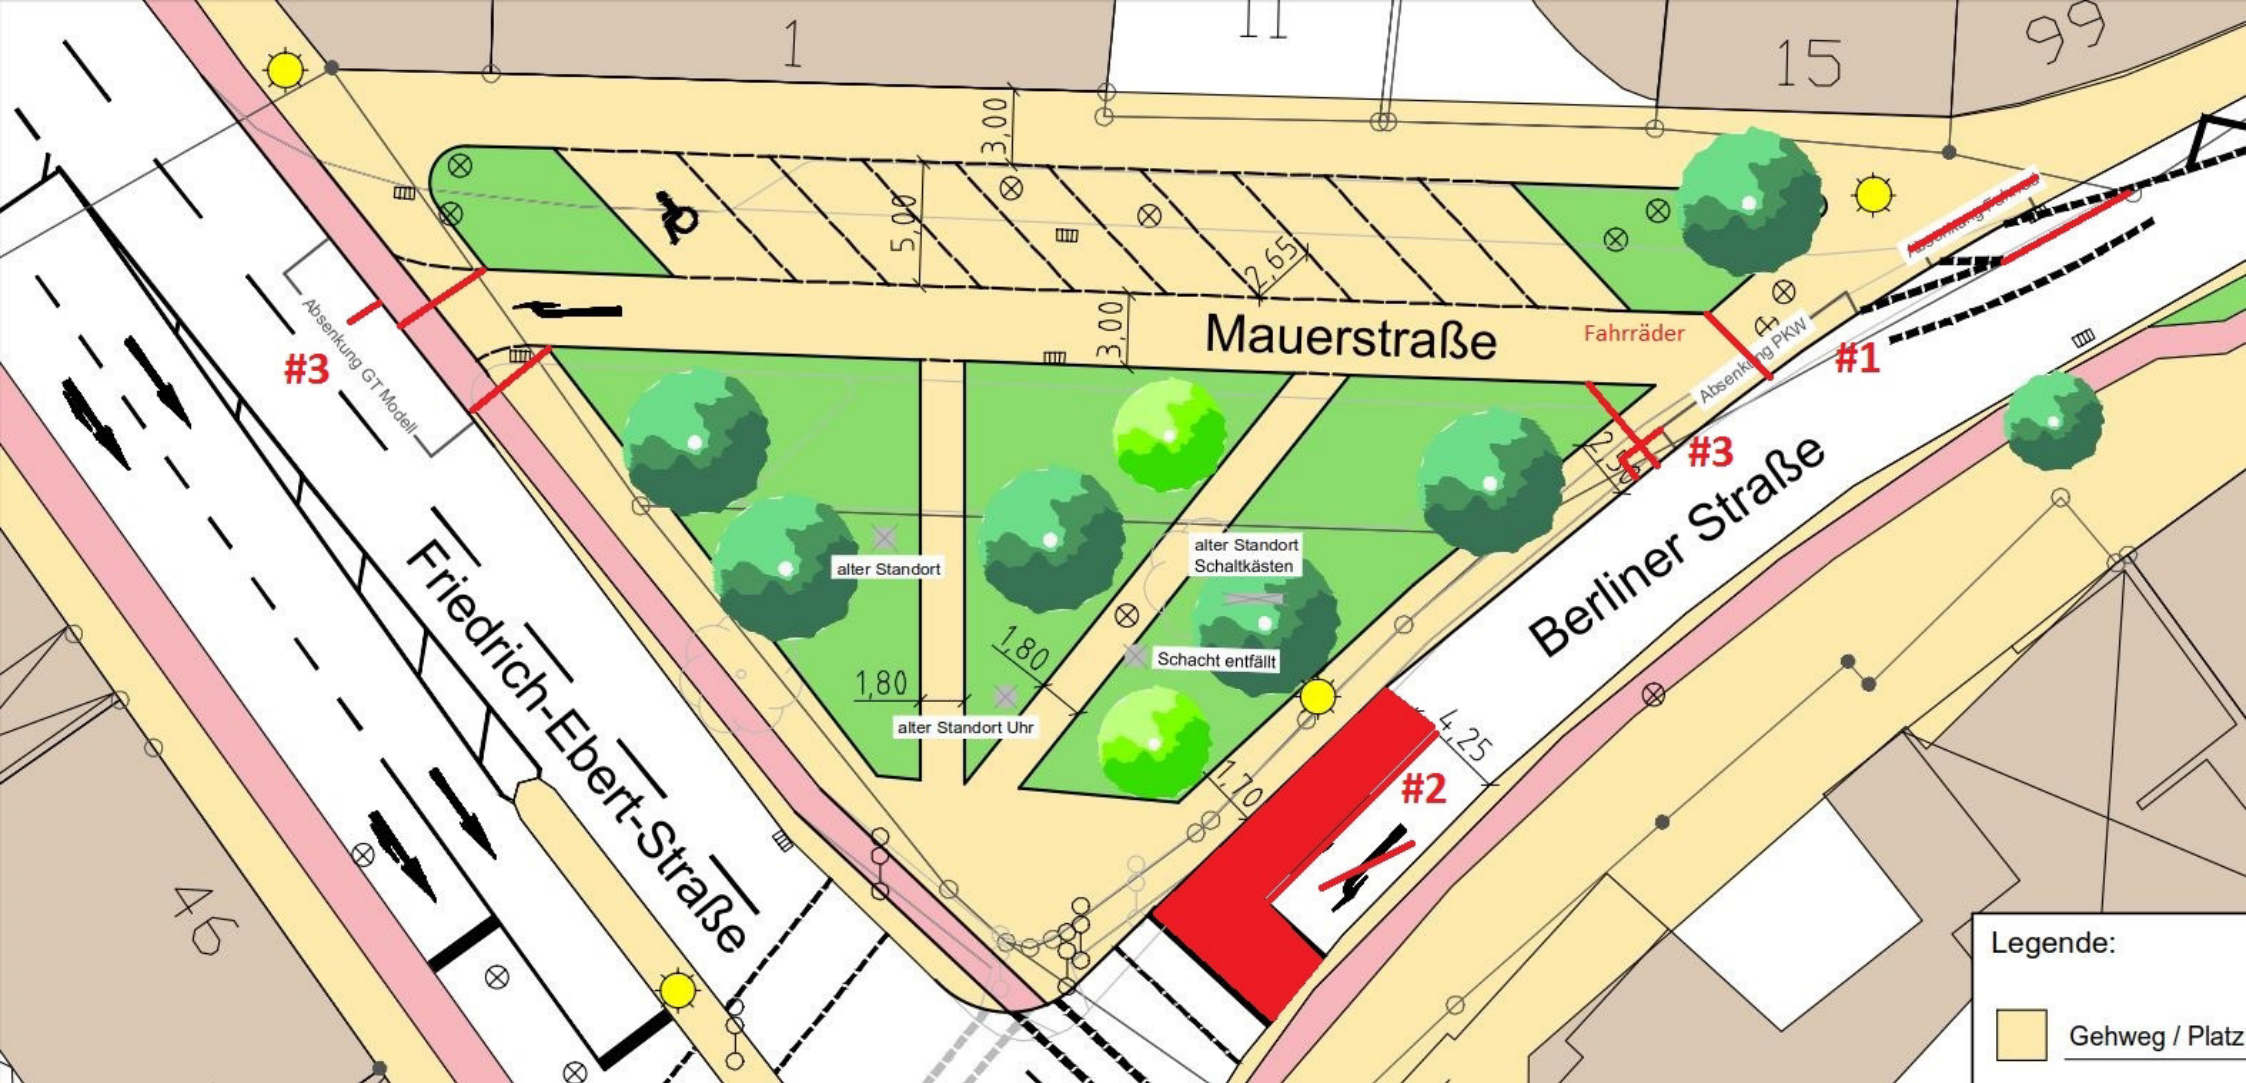 1
11
15
99
3,00
5,00
2,65
3,00
Mauerstraße
Fahrräder
Absenkung PKW
#1
Absenkung GT Modell
#3
#3
2,50
Berliner Straße
Friedrich-Ebert-Straße
alter Standort
alter Standort
Schaltkästen
1,80
Schacht entfällt
1,80
alter Standort Uhr
4,25
#2
1,70
46
Legende:
Gehweg / Platz